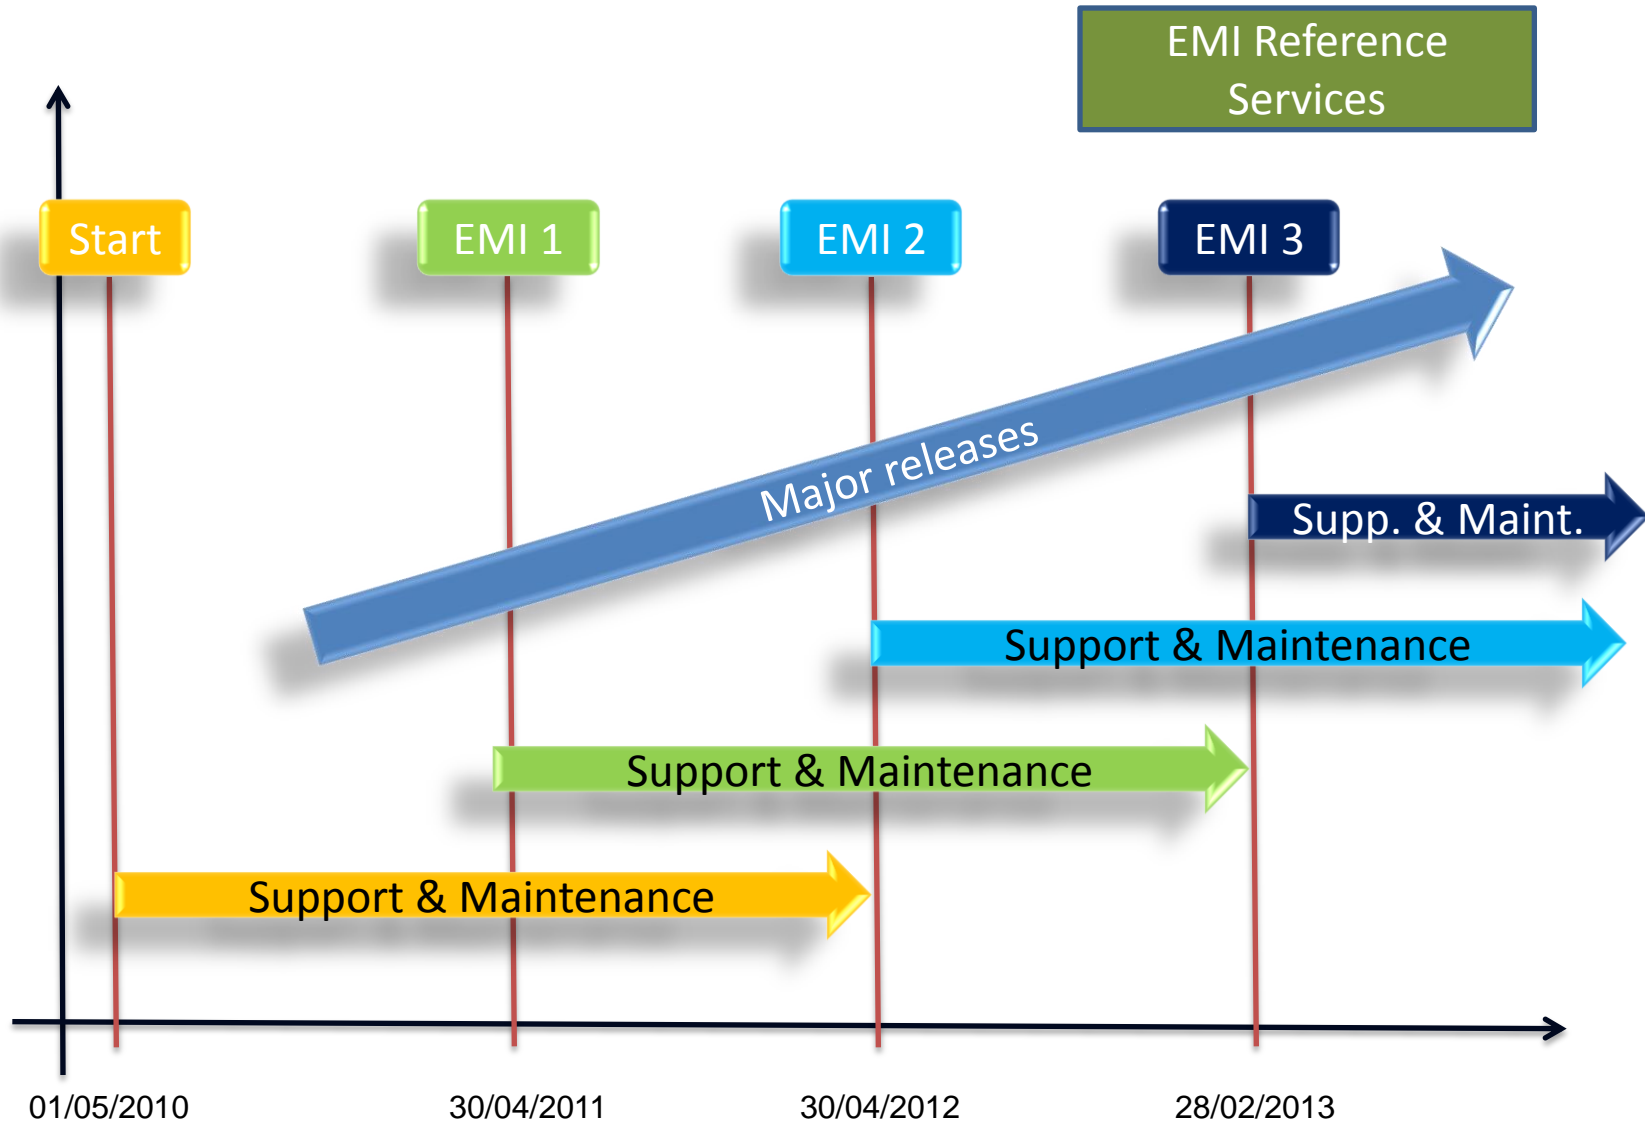 EMI Reference
Services
Start
EMI 1
EMI 2
EMI 3
Major releases
Supp. & Maint.
Support & Maintenance
Support & Maintenance
Support & Maintenance
01/05/2010
30/04/2011
30/04/2012
28/02/2013